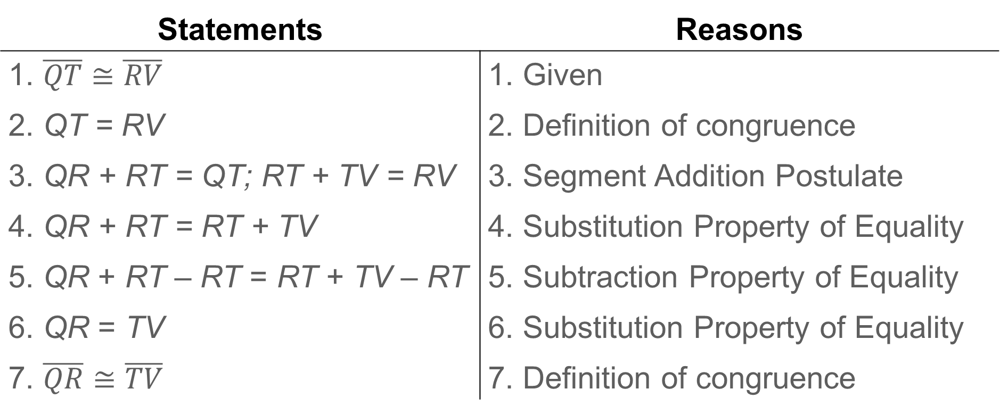 Statements Reasons
1. \overline{QT} ≅ \overline{RV} 1. Given
2. QT = RV 2. Definition of congruence
3. QR + RT = QT; RT + TV = RV 3. Segment Addition Postulate
4. QR + RT = RT + TV 4. Substitution Property of Equality
5. QR + RT – RT = RT + TV – RT 5. Subtraction Property of Equality
6. QR = TV 6. Substitution Property of Equality
7. \overline{QR} ≅ \overline{TV} 7. Definition of congruence